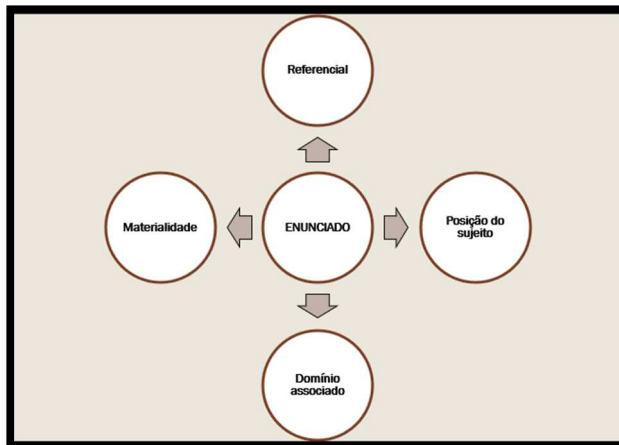 Referencial
Materialidade
ENUNCIADO
Posição do
sujeito
Domínio
associado